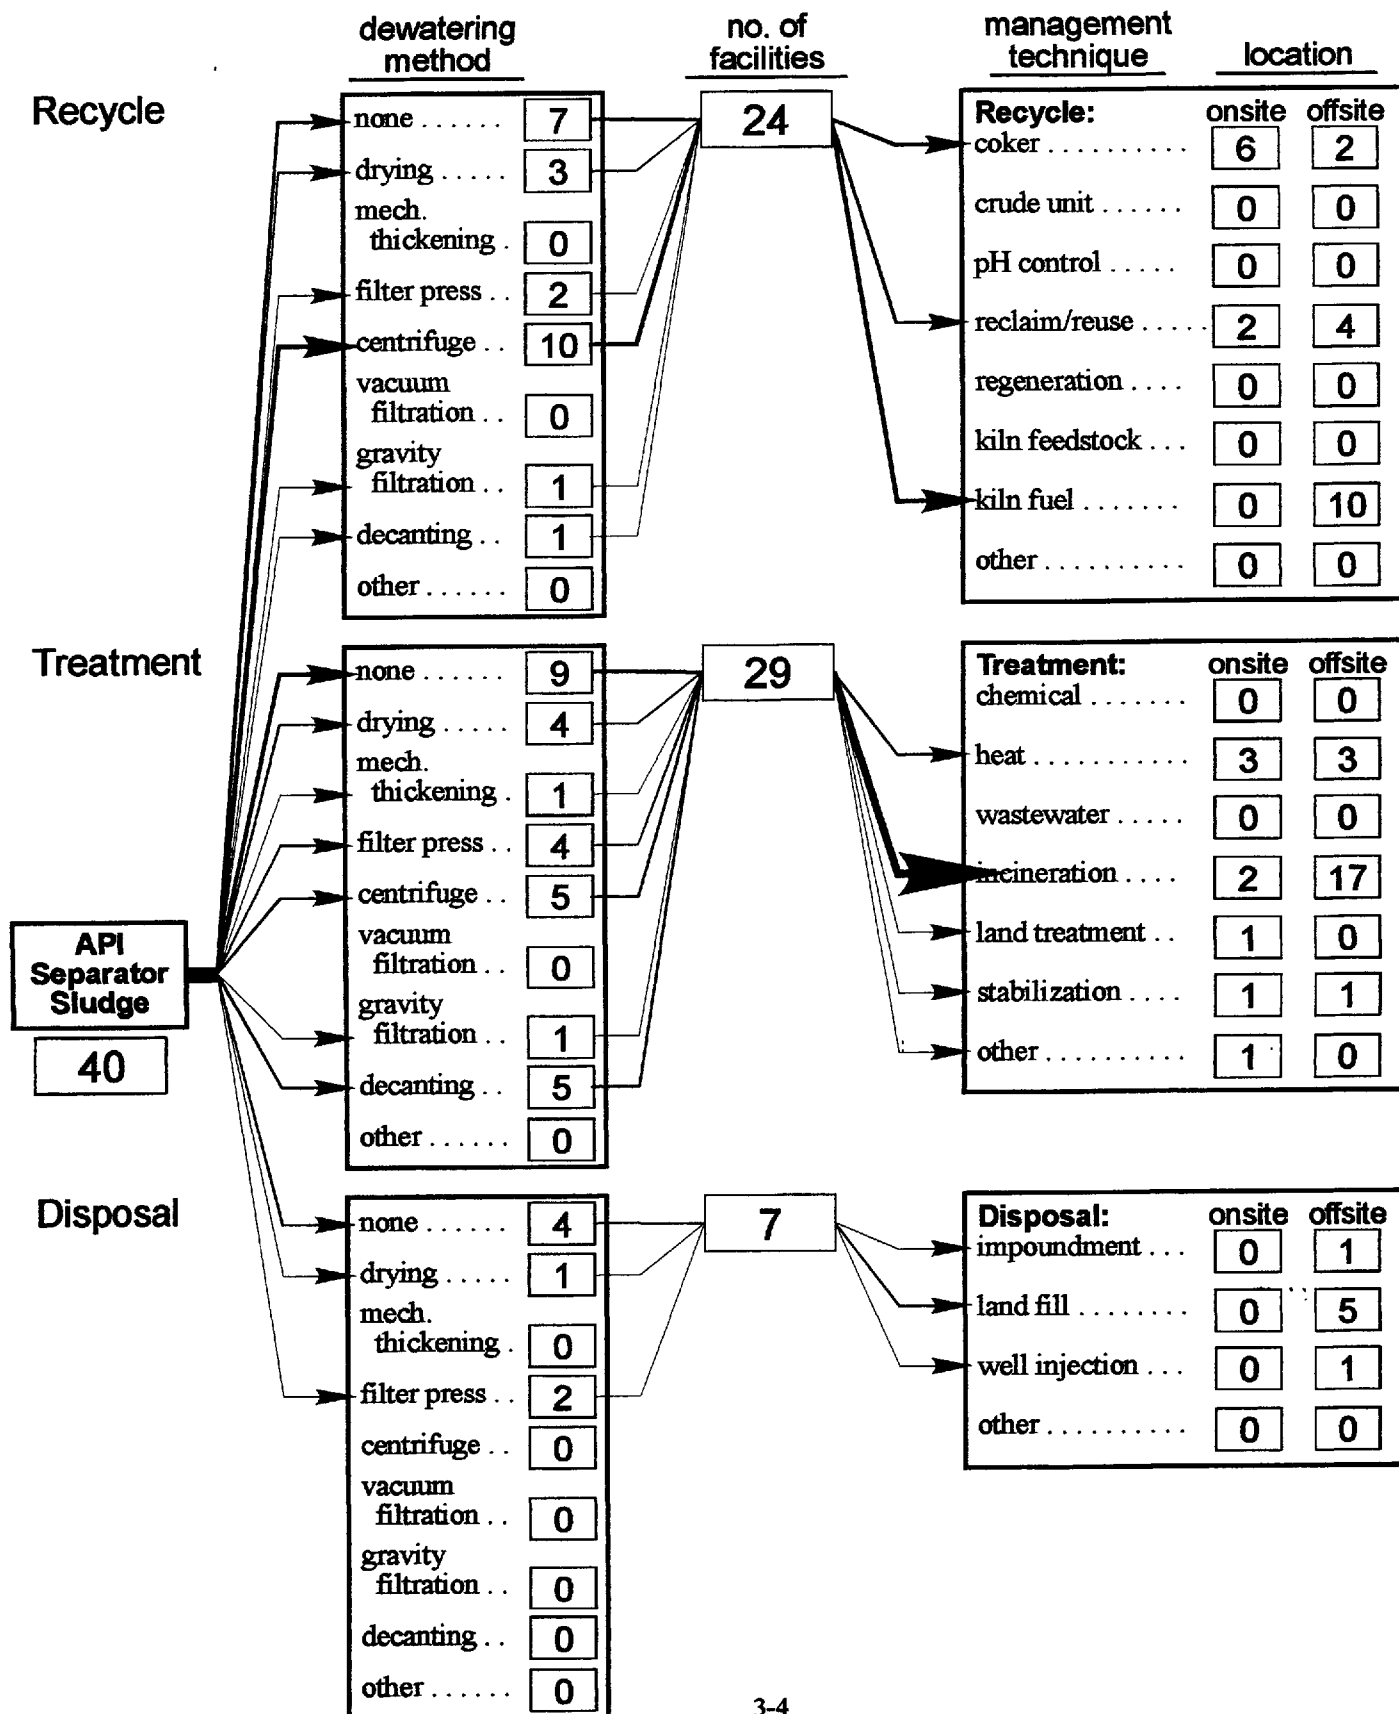 dewatering method
no. of facilities
management technique
location
Recycle
none ...... 7
drying ..... 3
mech.
thickening . 0
filter press .. 2
centrifuge .. 10
vacuum
filtration .. 0
gravity
filtration .. 1
decanting .. 1
other ...... 0
24
Recycle: onsite offsite
coker .......... 6 2
crude unit ...... 0 0
pH control ..... 0 0
reclaim/reuse ..... 2 4
regeneration .... 0 0
kiln feedstock ... 0 0
kiln fuel ....... 0 10
other .......... 0 0
Treatment
none ...... 9
drying ..... 4
mech.
thickening . 1
filter press .. 4
centrifuge .. 5
vacuum
filtration .. 0
gravity
filtration .. 1
decanting .. 5
other ...... 0
29
Treatment: onsite offsite
chemical ....... 0 0
heat ........... 3 3
wastewater ..... 0 0
incineration .... 2 17
land treatment .. 1 0
stabilization .... 1 1
other .......... 1 0
API
Separator
Sludge
40
Disposal
none ...... 4
drying ..... 1
mech.
thickening . 0
filter press .. 2
centrifuge .. 0
vacuum
filtration .. 0
gravity
filtration .. 0
decanting .. 0
other ...... 0
7
Disposal: onsite offsite
impoundment ... 0 1
land fill ........ 0 5
well injection ... 0 1
other .......... 0 0
3-4